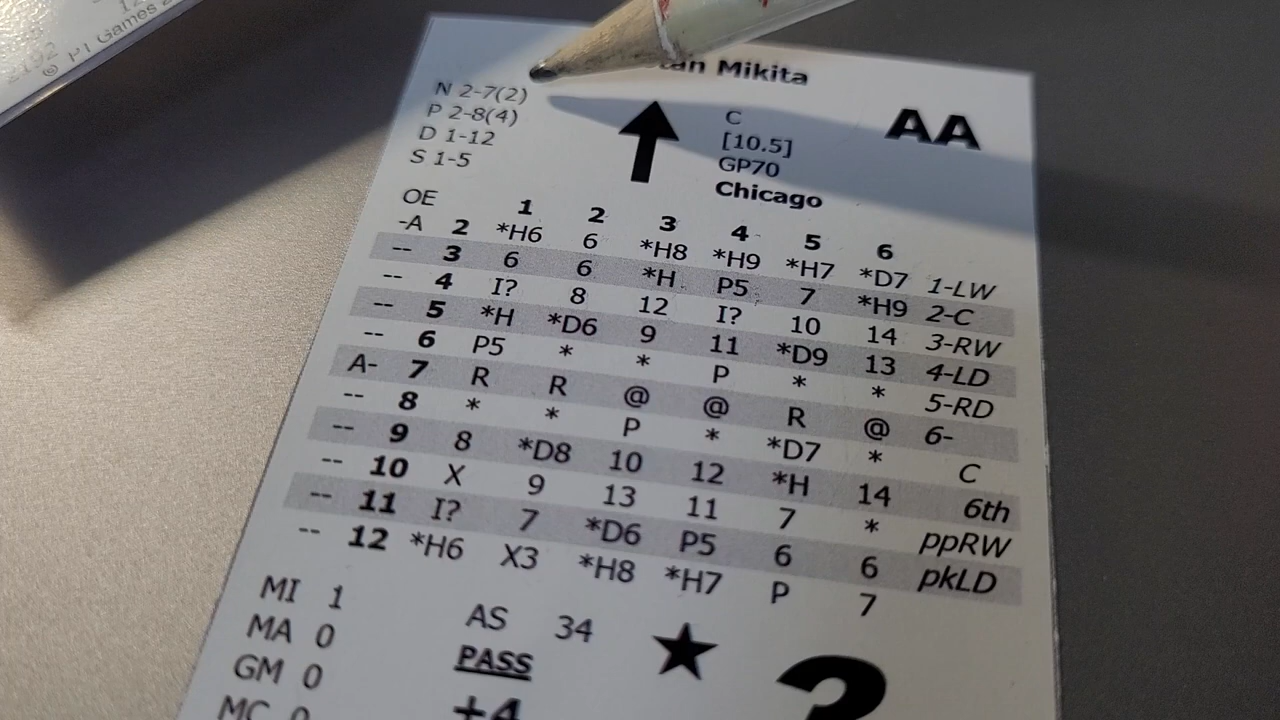 © PT Games
tan Mikita
N 2-7(2)
P 2-8(4)
D 1-12
S 1-5
C
[10.5]
GP70
Chicago
AA
OE 1 2 3 4 5 6
-A 2 *H6 6 *H8 *H9 *H7 *D7 1-LW
-- 3 6 6 *H P5 7 *H9 2-C
-- 4 I? 8 12 I? 10 14 3-RW
-- 5 *H *D6 9 11 *D9 13 4-LD
-- 6 P5 * * P * * 5-RD
A- 7 R R @ @ R @ 6-
-- 8 * * P * *D7 * C
-- 9 8 *D8 10 12 *H 14 6th
-- 10 X 9 13 11 7 * ppRW
-- 11 I? 7 *D6 P5 6 6 pkLD
-- 12 *H6 X3 *H8 *H7 P 7
MI 1
MA 0
GM 0
MC 0
AS 34
PASS
+4
?